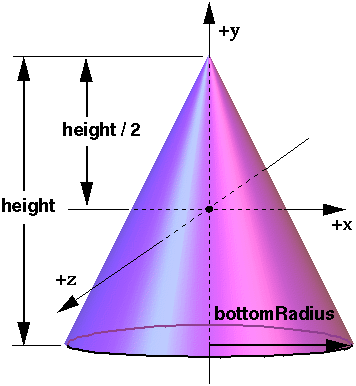 +y
height / 2
height
+x
+z
bottomRadius